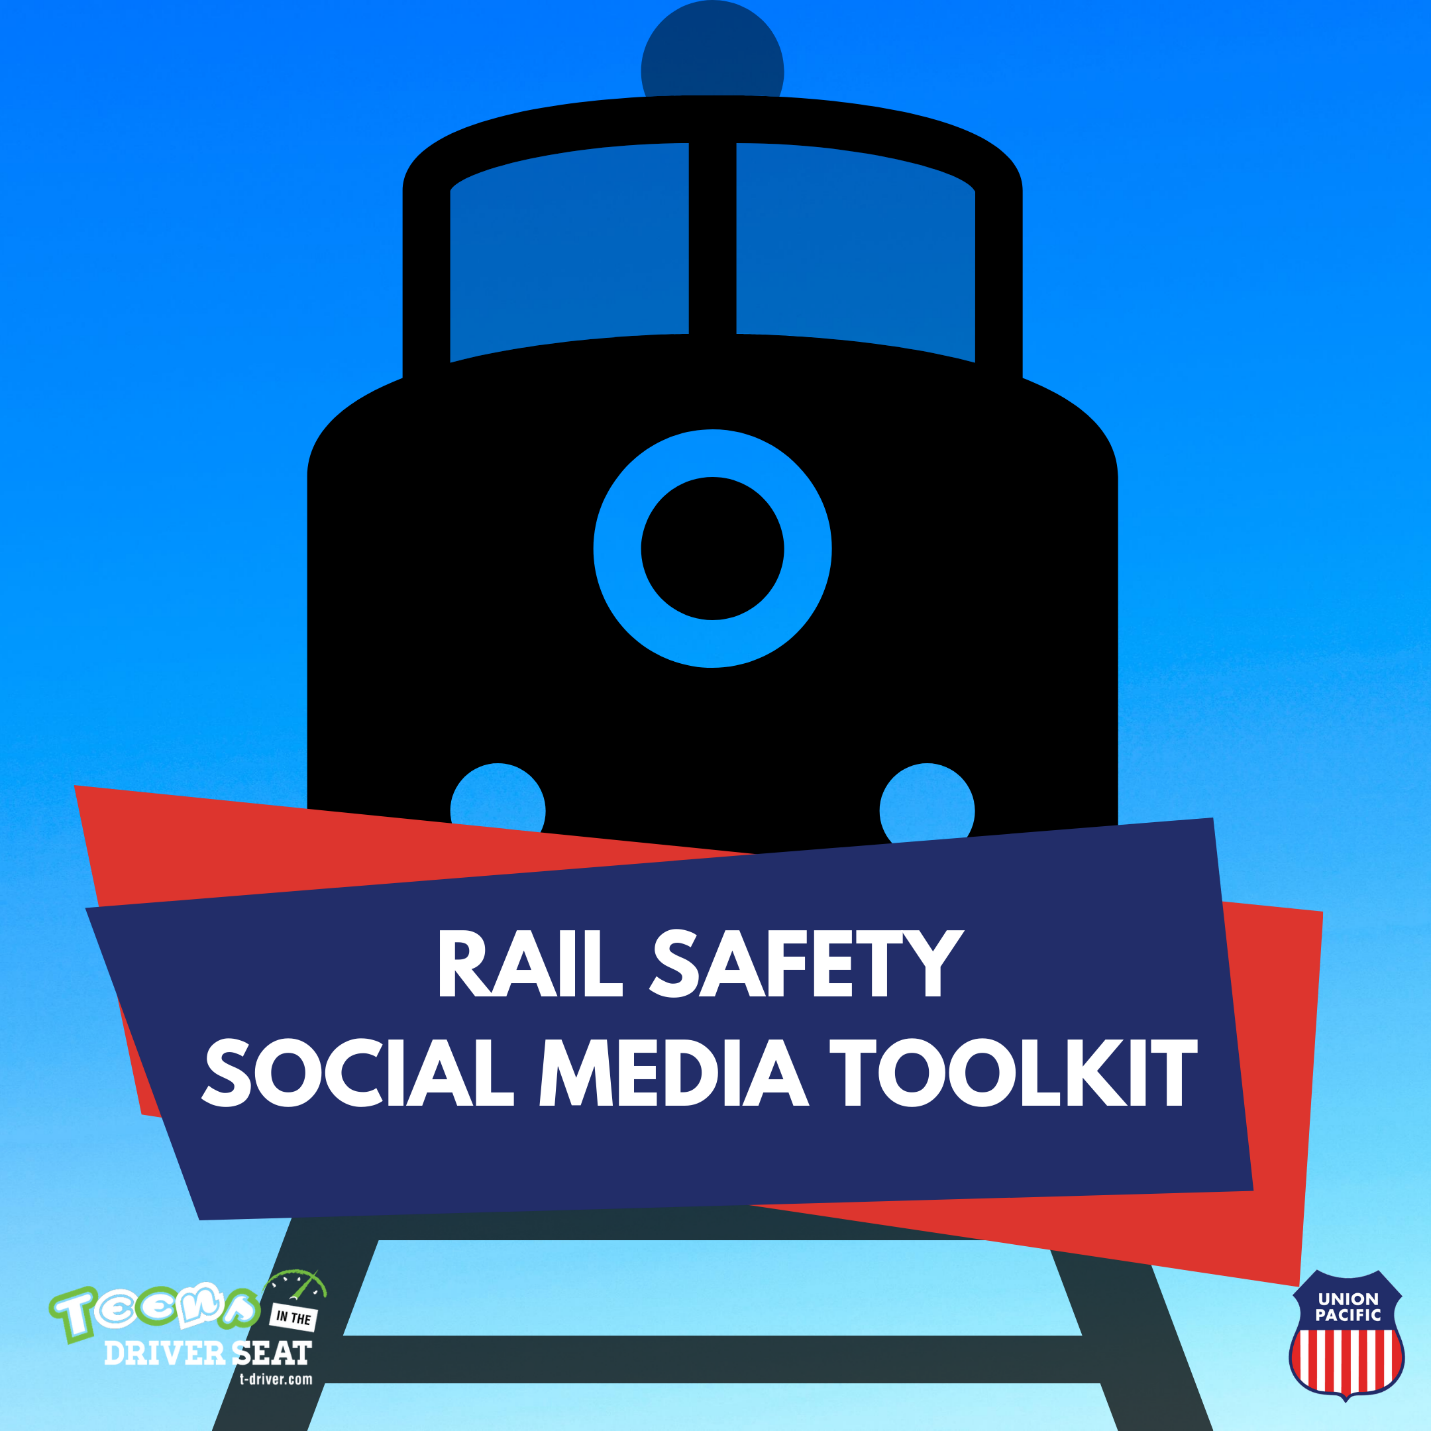 RAIL SAFETY
SOCIAL MEDIA TOOLKIT
TEENS
IN THE
DRIVER SEAT
t-driver.com
UNION
PACIFIC